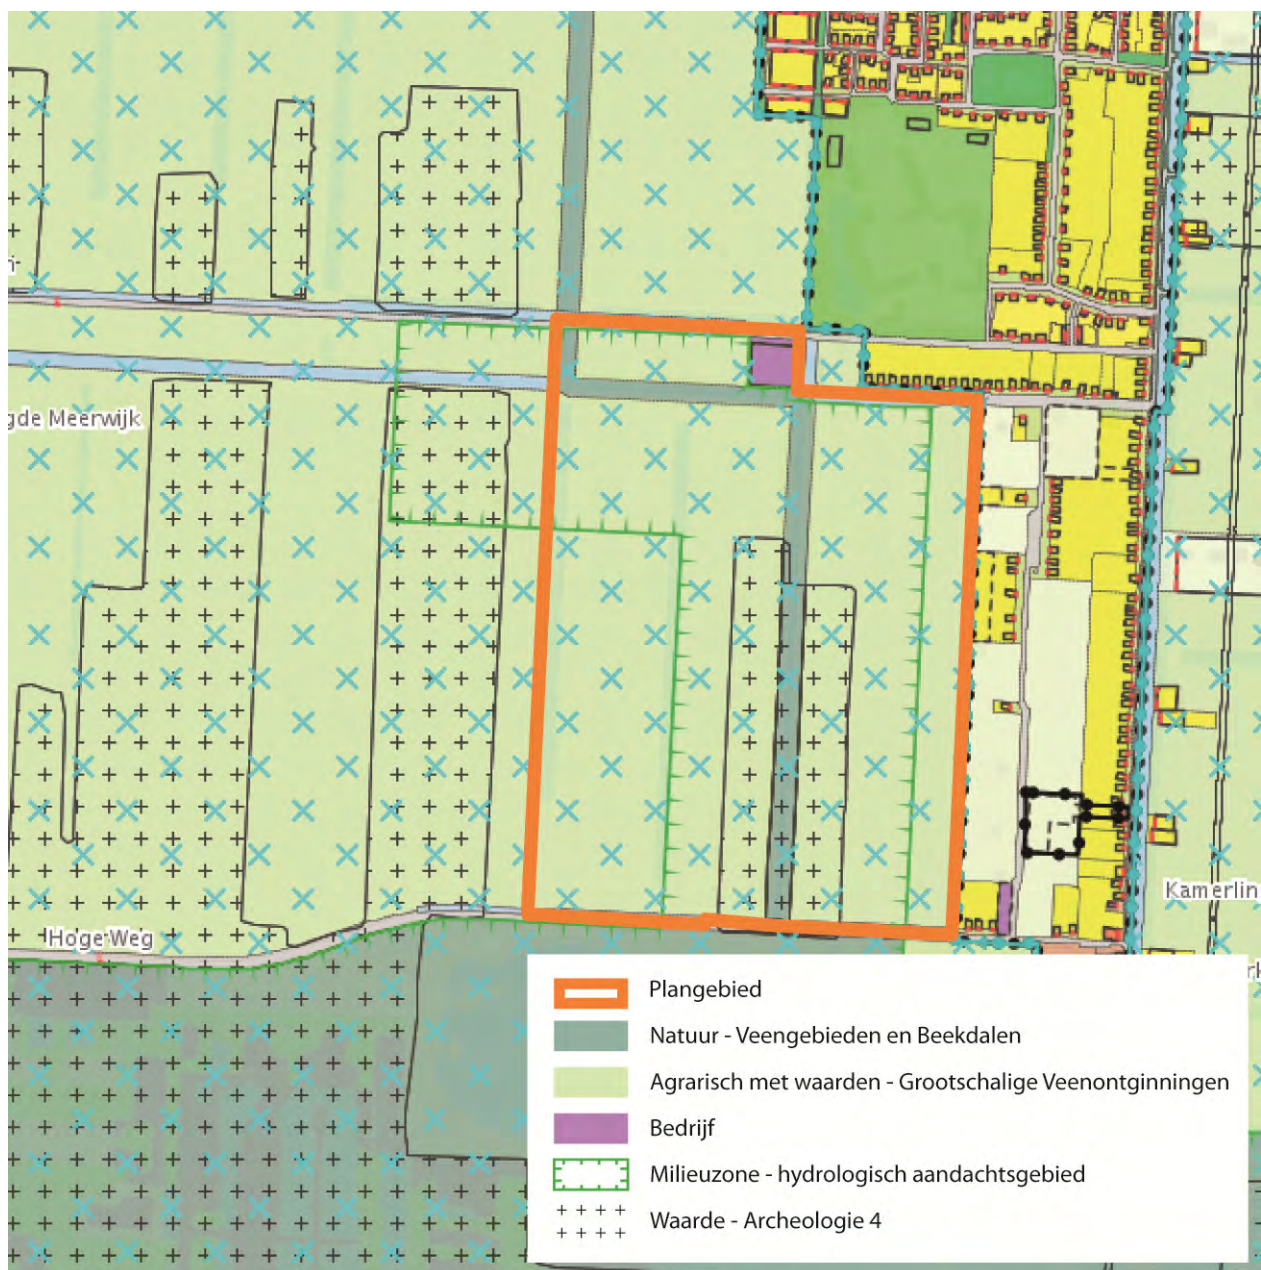 gde Meerwijk
Kamerlin
Hoge Weg
Plangebied
Natuur - Veengebieden en Beekdalen
Agrarisch met waarden - Grootschalige Veenontginningen
Bedrijf
Milieuzone - hydrologisch aandachtsgebied
Waarde - Archeologie 4